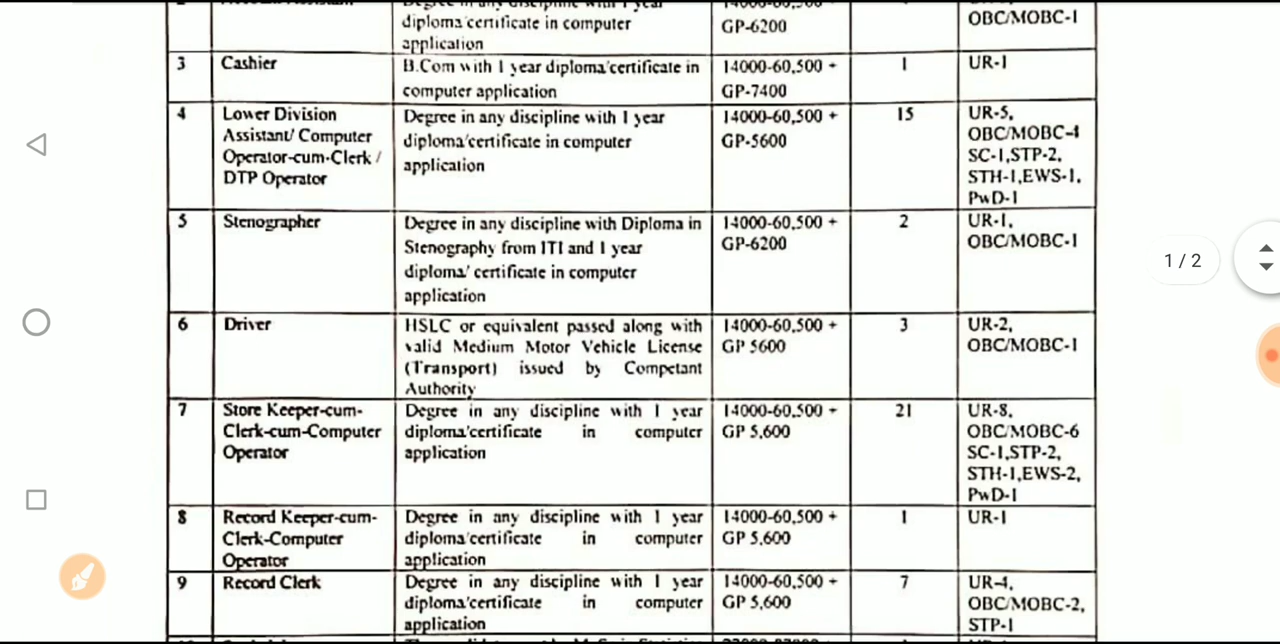 Degree in any discipline with 1 year
diploma/certificate in computer
application
GP-6200
OBC/MOBC-1
3
Cashier
B.Com with 1 year diploma/certificate in
computer application
14000-60,500 +
GP-7400
1
UR-1
4
Lower Division
Assistant/ Computer
Operator-cum-Clerk /
DTP Operator
Degree in any discipline with 1 year
diploma/certificate in computer
application
14000-60,500 +
GP-5600
15
UR-5,
OBC/MOBC-4
SC-1,STP-2,
STH-1,EWS-1,
PwD-1
5
Stenographer
Degree in any discipline with Diploma in
Stenography from ITI and 1 year
diploma/ certificate in computer
application
14000-60,500 +
GP-6200
2
UR-1,
OBC/MOBC-1
6
Driver
HSLC or equivalent passed along with
valid Medium Motor Vehicle License
(Transport) issued by Competant
Authority
14000-60,500 +
GP 5600
3
UR-2,
OBC/MOBC-1
7
Store Keeper-cum-
Clerk-cum-Computer
Operator
Degree in any discipline with 1 year
diploma/certificate in computer
application
14000-60,500 +
GP 5,600
21
UR-8,
OBC/MOBC-6
SC-1,STP-2,
STH-1,EWS-2,
PwD-1
8
Record Keeper-cum-
Clerk-Computer
Operator
Degree in any discipline with 1 year
diploma/certificate in computer
application
14000-60,500 +
GP 5,600
1
UR-1
9
Record Clerk
Degree in any discipline with 1 year
diploma/certificate in computer
application
14000-60,500 +
GP 5,600
7
UR-4,
OBC/MOBC-2,
STP-1
1 / 2